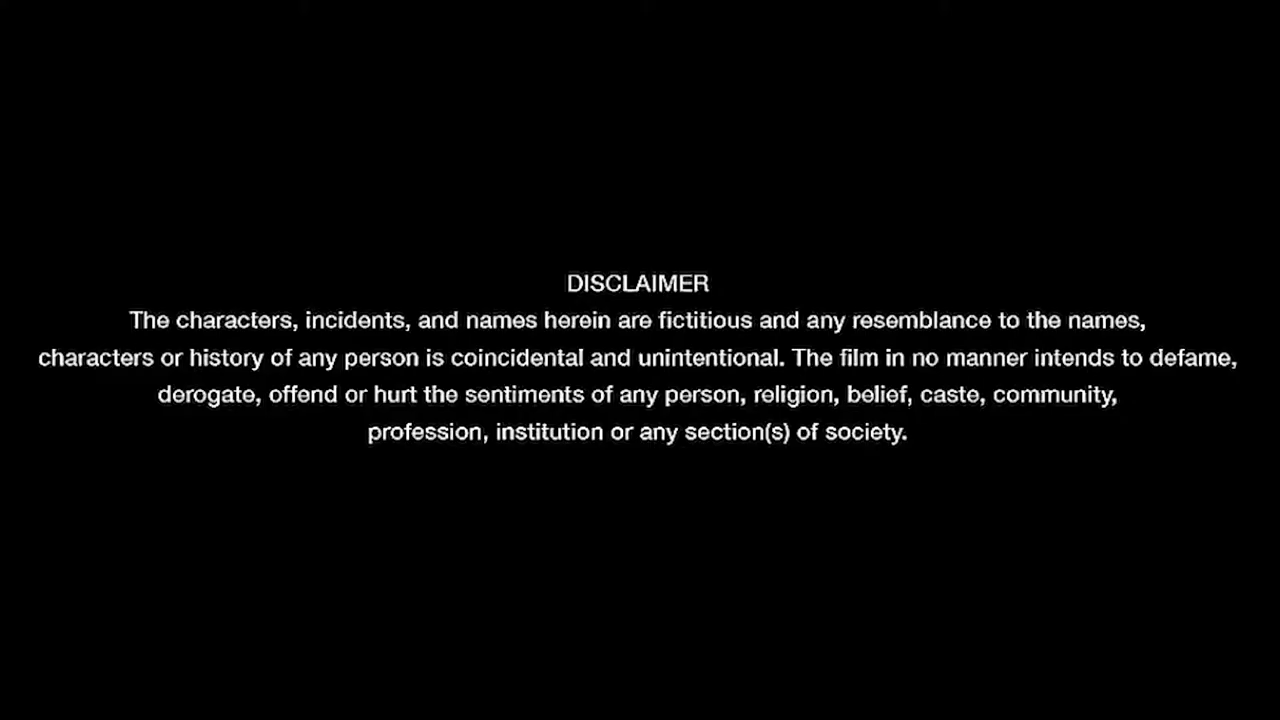 DISCLAIMER
The characters, incidents, and names herein are fictitious and any resemblance to the names,
characters or history of any person is coincidental and unintentional. The film in no manner intends to defame,
derogate, offend or hurt the sentiments of any person, religion, belief, caste, community,
profession, institution or any section(s) of society.